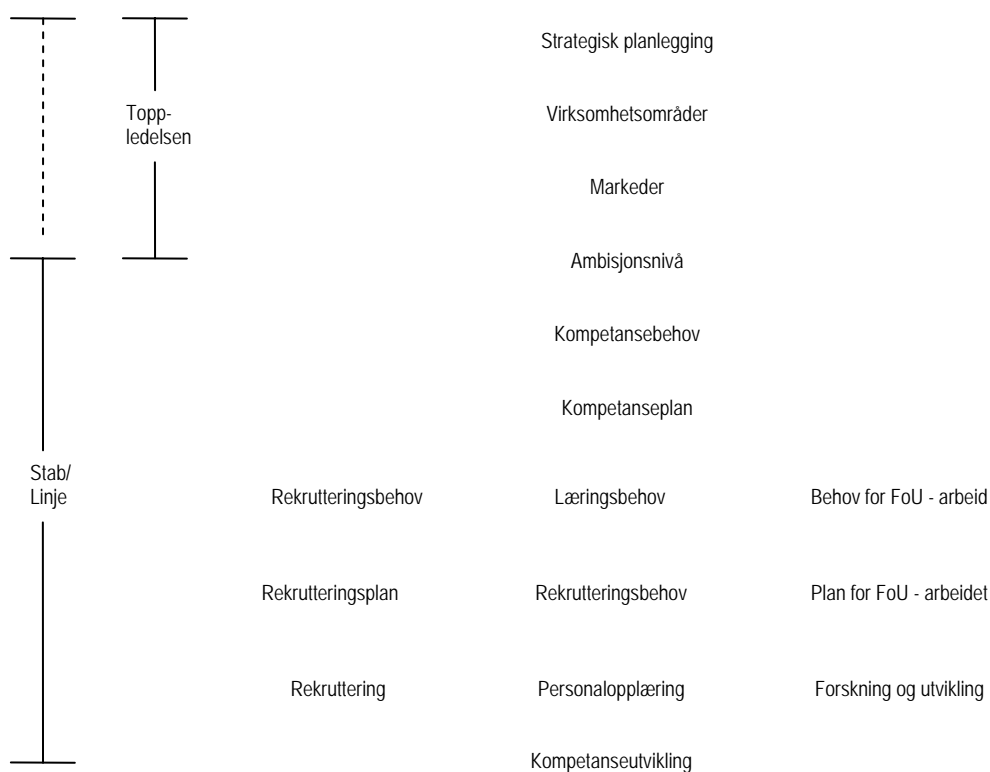 Strategisk planlegging
Topp-
ledelsen
Virksomhetsområder
Markeder
Ambisjonsnivå
Kompetansebehov
Kompetanseplan
Stab/
Linje
Rekrutteringsbehov Læringsbehov Behov for FoU - arbeid
Rekrutteringsplan Rekrutteringsbehov Plan for FoU - arbeidet
Rekruttering Personalopplæring Forskning og utvikling
Kompetanseutvikling